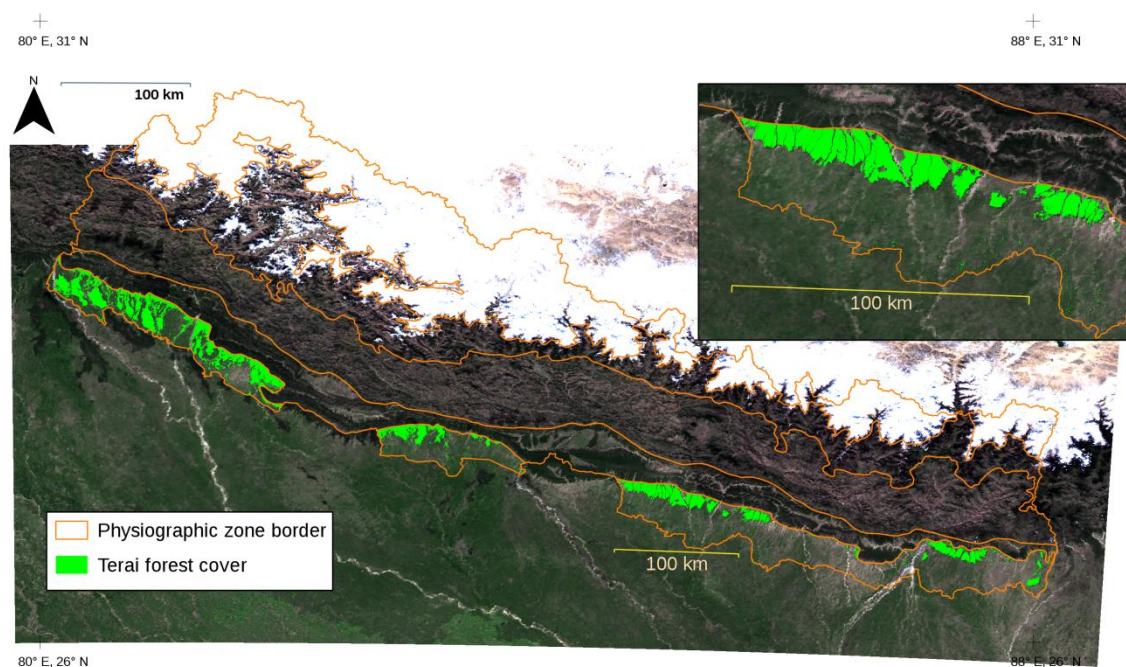 80° E, 31° N
88° E, 31° N
N
100 km
100 km
Physiographic zone border
Terai forest cover
100 km
80° E, 26° N
88° E, 26° N